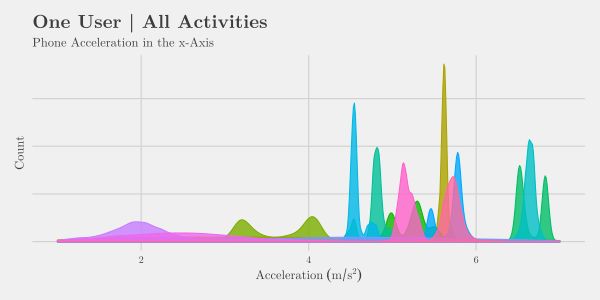 One User | All Activities
Phone Acceleration in the x-Axis
Count
2 4 6
Acceleration (m/s²)